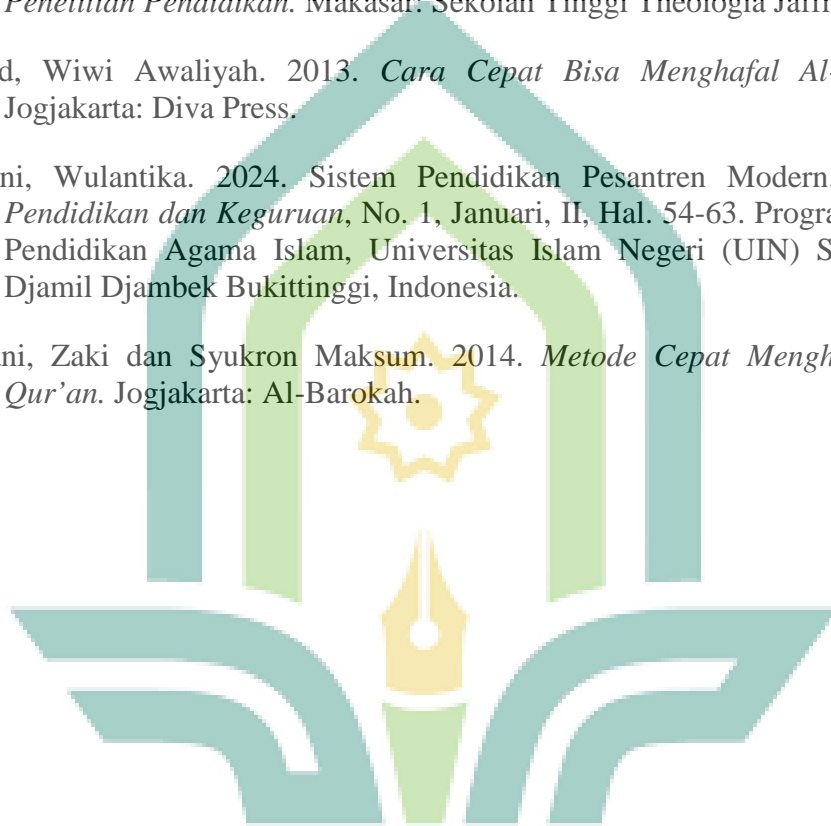 Penelitian Pendidikan. Makasar: Sekolah Tinggi Theologia Jaffr
d, Wiwi Awaliyah. 2013. Cara Cepat Bisa Menghafal Al-
Jogjakarta: Diva Press.
ni, Wulantika. 2024. Sistem Pendidikan Pesantren Modern.
Pendidikan dan Keguruan, No. 1, Januari, II, Hal. 54-63. Progra
Pendidikan Agama Islam, Universitas Islam Negeri (UIN) S
Djamil Djambek Bukittinggi, Indonesia.
ani, Zaki dan Syukron Maksum. 2014. Metode Cepat Mengh
Qur’an. Jogjakarta: Al-Barokah.